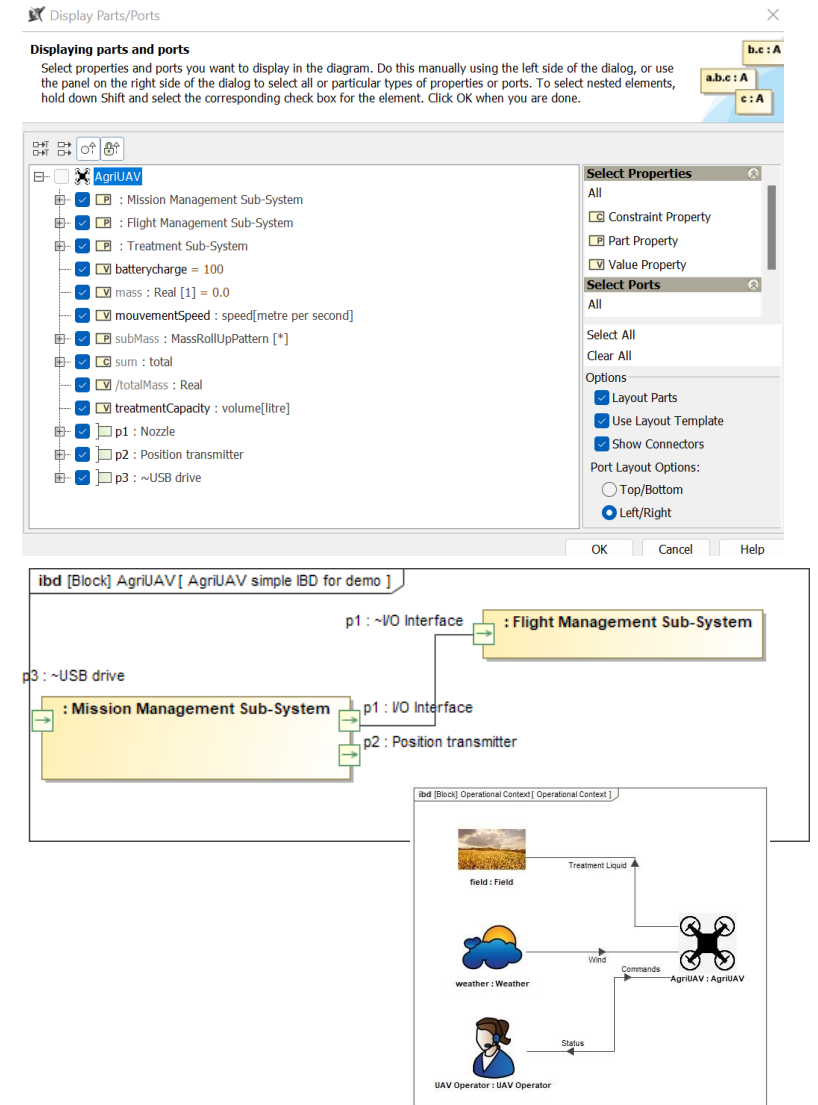 Display Parts/Ports
Displaying parts and ports
Select properties and ports you want to display in the diagram. Do this manually using the left side of the dialog, or use
the panel on the right side of the dialog to select all or particular types of properties or ports. To select nested elements,
hold down Shift and select the corresponding check box for the element. Click OK when you are done.
b.c : A
a.b.c : A
c : A
AgriUAV
P : Mission Management Sub-System
P : Flight Management Sub-System
P : Treatment Sub-System
V batterycharge = 100
V mass : Real [1] = 0.0
V mouvementSpeed : speed[metre per second]
P subMass : MassRollUpPattern [*]
C sum : total
V /totalMass : Real
V treatmentCapacity : volume[litre]
p1 : Nozzle
p2 : Position transmitter
p3 : ~USB drive
Select Properties
All
C Constraint Property
P Part Property
V Value Property
Select Ports
All
Select All
Clear All
Options
Layout Parts
Use Layout Template
Show Connectors
Port Layout Options:
Top/Bottom
Left/Right
OK Cancel Help
ibd [Block] AgriUAV [ AgriUAV simple IBD for demo ]
p1 : ~I/O Interface
: Flight Management Sub-System
p3 : ~USB drive
: Mission Management Sub-System
p1 : I/O Interface
p2 : Position transmitter
ibd [Block] Operational Context [ Operational Context ]
field : Field
Treatment Liquid
weather : Weather
Wind
Commands
AgriUAV : AgriUAV
Status
UAV Operator : UAV Operator